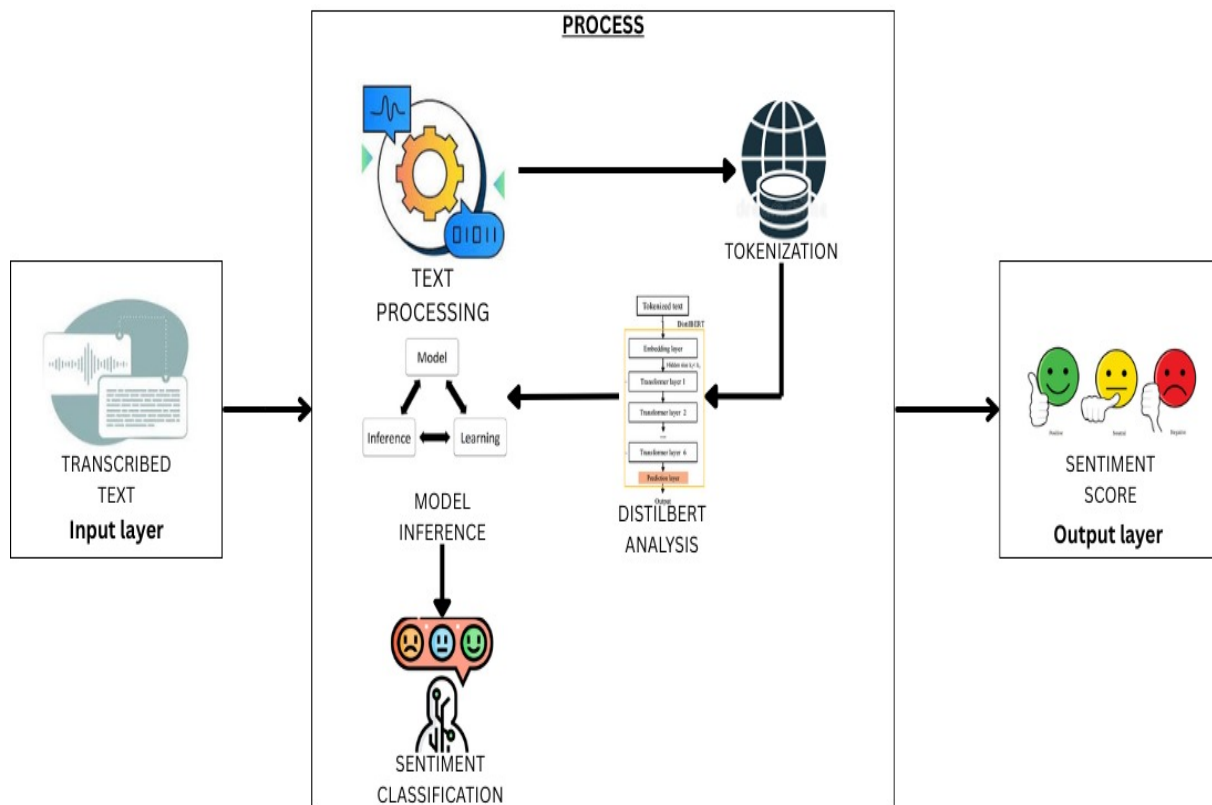 PROCESS
01011
TEXT
PROCESSING
TOKENIZATION
Tokenized text
DistilBERT
Embedding layer
Transformer layer 1
Transformer layer 2
Transformer layer 6
Prediction layer
Output
DISTILBERT
ANALYSIS
Model
Inference
Learning
MODEL
INFERENCE
SENTIMENT
CLASSIFICATION
TRANSCRIBED
TEXT
Input layer
Positive
Negative
SENTIMENT
SCORE
Output layer